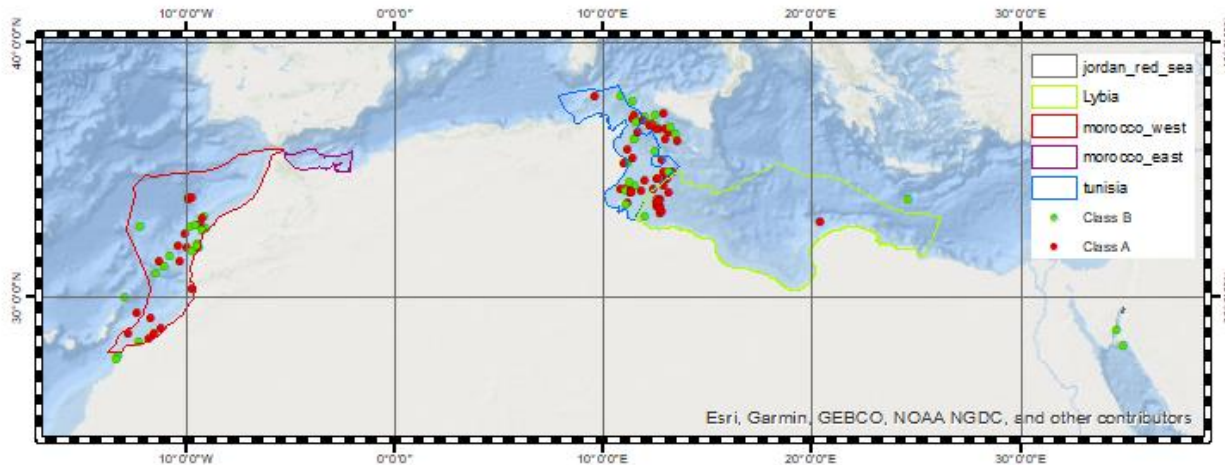 10°0'0"W 0°0'0" 10°0'0"E 20°0'0"E 30°0'0"E
40°0'0"N
jordan_red_sea
Lybia
morocco_west
morocco_east
tunisia
Class B
Class A
30°0'0"N
Esri, Garmin, GEBCO, NOAA NGDC, and other contributors
10°0'0"W 0°0'0" 10°0'0"E 20°0'0"E 30°0'0"E